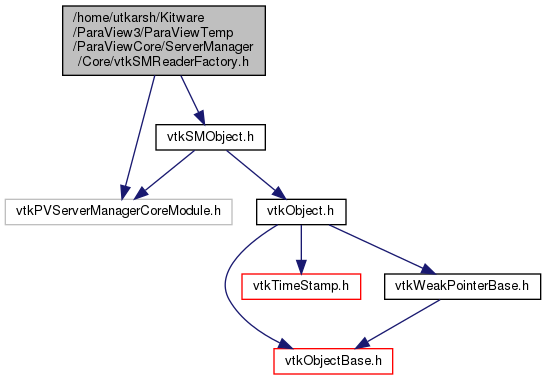 /home/utkarsh/Kitware
/ParaView3/ParaViewTemp
/ParaViewCore/ServerManager
/Core/vtkSMReaderFactory.h
vtkSMObject.h
vtkPVServerManagerCoreModule.h
vtkObject.h
vtkTimeStamp.h
vtkWeakPointerBase.h
vtkObjectBase.h